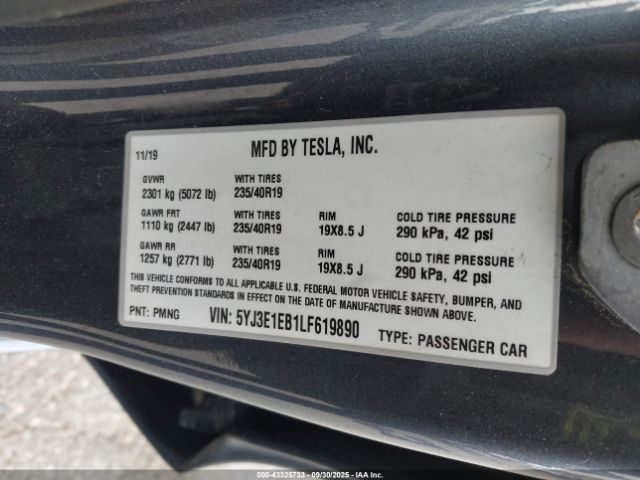 11/19 MFD BY TESLA, INC.
GVWR WITH TIRES
2301 kg (5072 lb) 235/40R19
GAWR FRT WITH TIRES RIM COLD TIRE PRESSURE
1110 kg (2447 lb) 235/40R19 19X8.5 J 290 kPa, 42 psi
GAWR RR WITH TIRES RIM COLD TIRE PRESSURE
1257 kg (2771 lb) 235/40R19 19X8.5 J 290 kPa, 42 psi
THIS VEHICLE CONFORMS TO ALL APPLICABLE U.S. FEDERAL MOTOR VEHICLE SAFETY, BUMPER, AND
THEFT PREVENTION STANDARDS IN EFFECT ON THE DATE OF MANUFACTURE SHOWN ABOVE.
PNT: PMNG VIN: 5YJ3E1EB1LF619890 TYPE: PASSENGER CAR
000-43325733 - 09/30/2025 - IAA Inc.